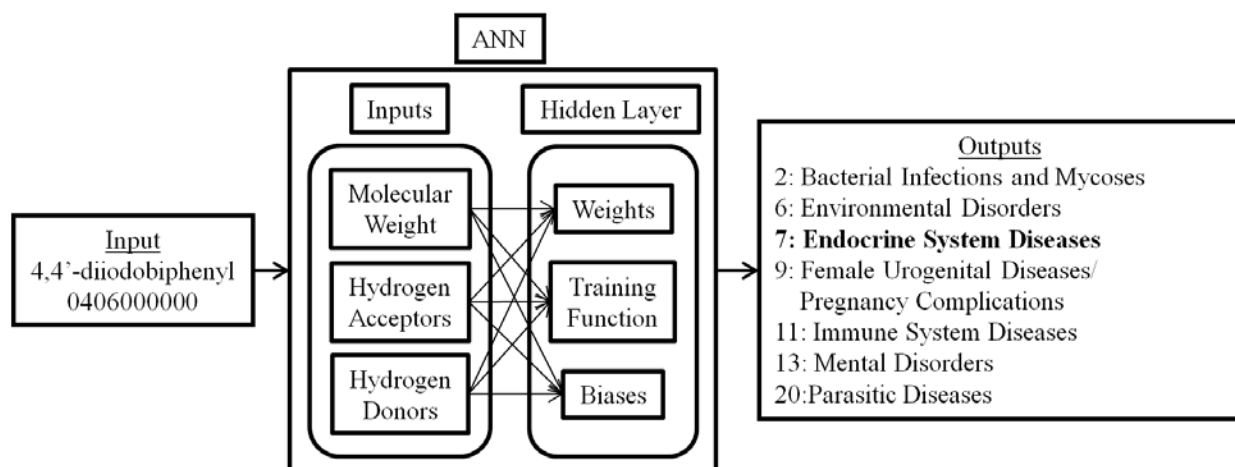 ANN
Input
4,4’-diiodobiphenyl
0406000000
Inputs
Molecular
Weight
Hydrogen
Acceptors
Hydrogen
Donors
Hidden Layer
Weights
Training
Function
Biases
Outputs
2: Bacterial Infections and Mycoses
6: Environmental Disorders
7: Endocrine System Diseases
9: Female Urogenital Diseases/
Pregnancy Complications
11: Immune System Diseases
13: Mental Disorders
20:Parasitic Diseases